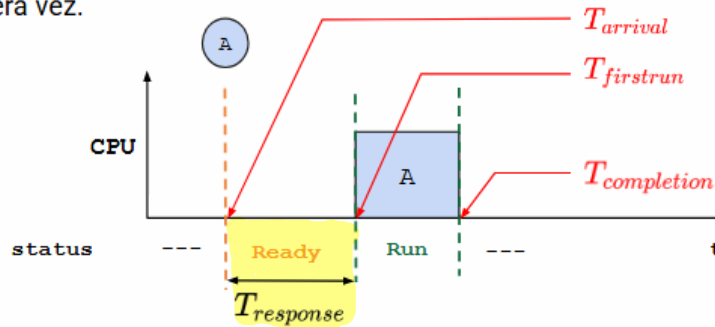 era vez.
A
T_arrival
T_firstrun
CPU
A
T_completion
status --- Ready Run --- t
T_response